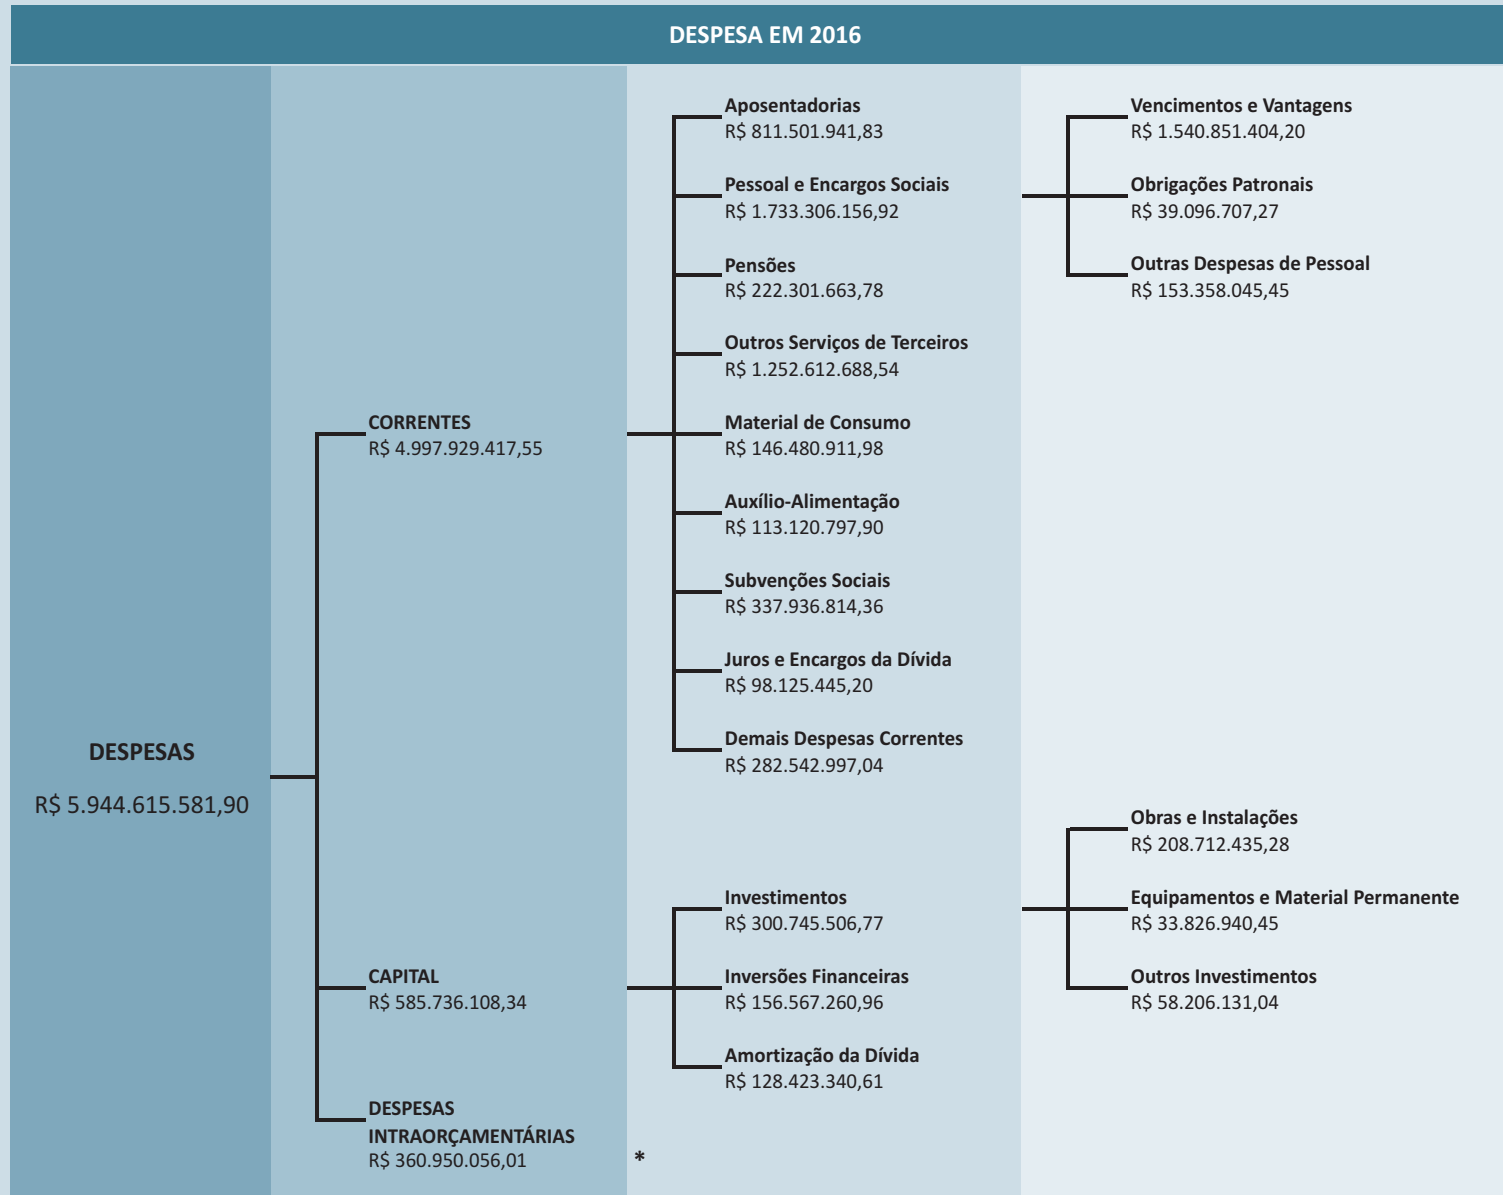 DESPESA EM 2016
DESPESAS
R$ 5.944.615.581,90
CORRENTES
R$ 4.997.929.417,55
CAPITAL
R$ 585.736.108,34
DESPESAS
INTRAORÇAMENTÁRIAS
R$ 360.950.056,01
*
Aposentadorias
R$ 811.501.941,83
Pessoal e Encargos Sociais
R$ 1.733.306.156,92
Pensões
R$ 222.301.663,78
Outros Serviços de Terceiros
R$ 1.252.612.688,54
Material de Consumo
R$ 146.480.911,98
Auxílio-Alimentação
R$ 113.120.797,90
Subvenções Sociais
R$ 337.936.814,36
Juros e Encargos da Dívida
R$ 98.125.445,20
Demais Despesas Correntes
R$ 282.542.997,04
Investimentos
R$ 300.745.506,77
Inversões Financeiras
R$ 156.567.260,96
Amortização da Dívida
R$ 128.423.340,61
Vencimentos e Vantagens
R$ 1.540.851.404,20
Obrigações Patronais
R$ 39.096.707,27
Outras Despesas de Pessoal
R$ 153.358.045,45
Obras e Instalações
R$ 208.712.435,28
Equipamentos e Material Permanente
R$ 33.826.940,45
Outros Investimentos
R$ 58.206.131,04